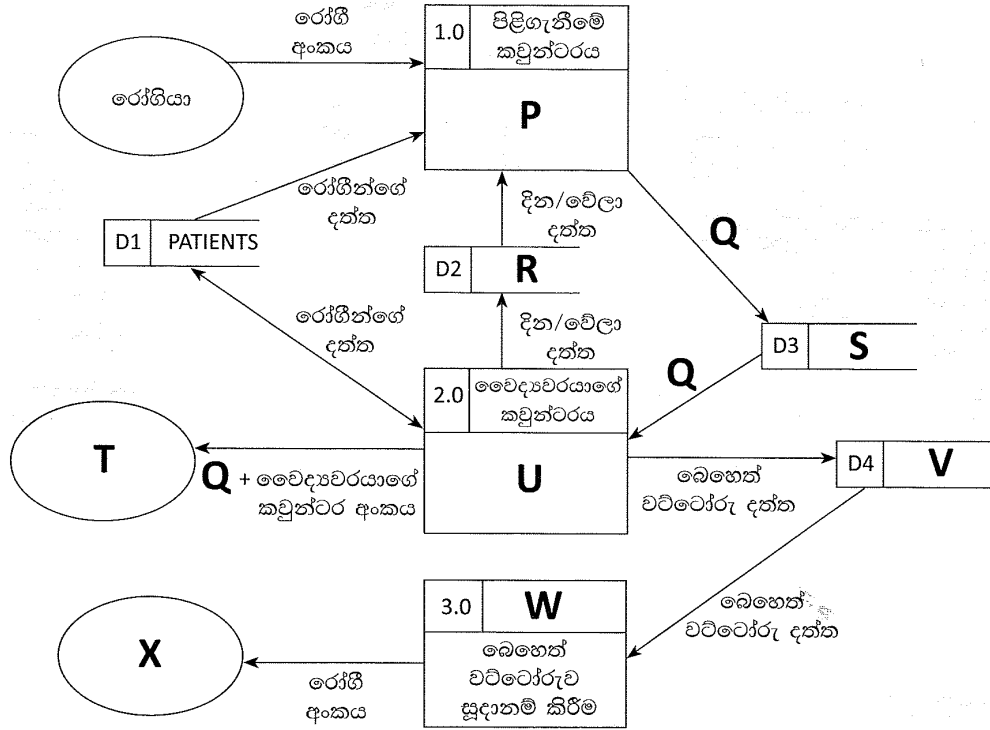 රෝගී
අංකය
1.0
පිළිගැනීමේ
කවුන්ටරය
රෝගියා
P
රෝගීන්ගේ
දත්ත
දින/වේලා
දත්ත
Q
D1 PATIENTS
D2 R
රෝගීන්ගේ
දත්ත
දින/වේලා
දත්ත
D3 S
Q
2.0
වෛද්‍යවරයාගේ
කවුන්ටරය
T
Q + වෛද්‍යවරයාගේ
කවුන්ටර අංකය
U
බෙහෙත්
වට්ටෝරු දත්ත
D4 V
3.0 W
බෙහෙත්
වට්ටෝරු දත්ත
X
රෝගී
අංකය
බෙහෙත්
වට්ටෝරුව
සූදානම් කිරීම